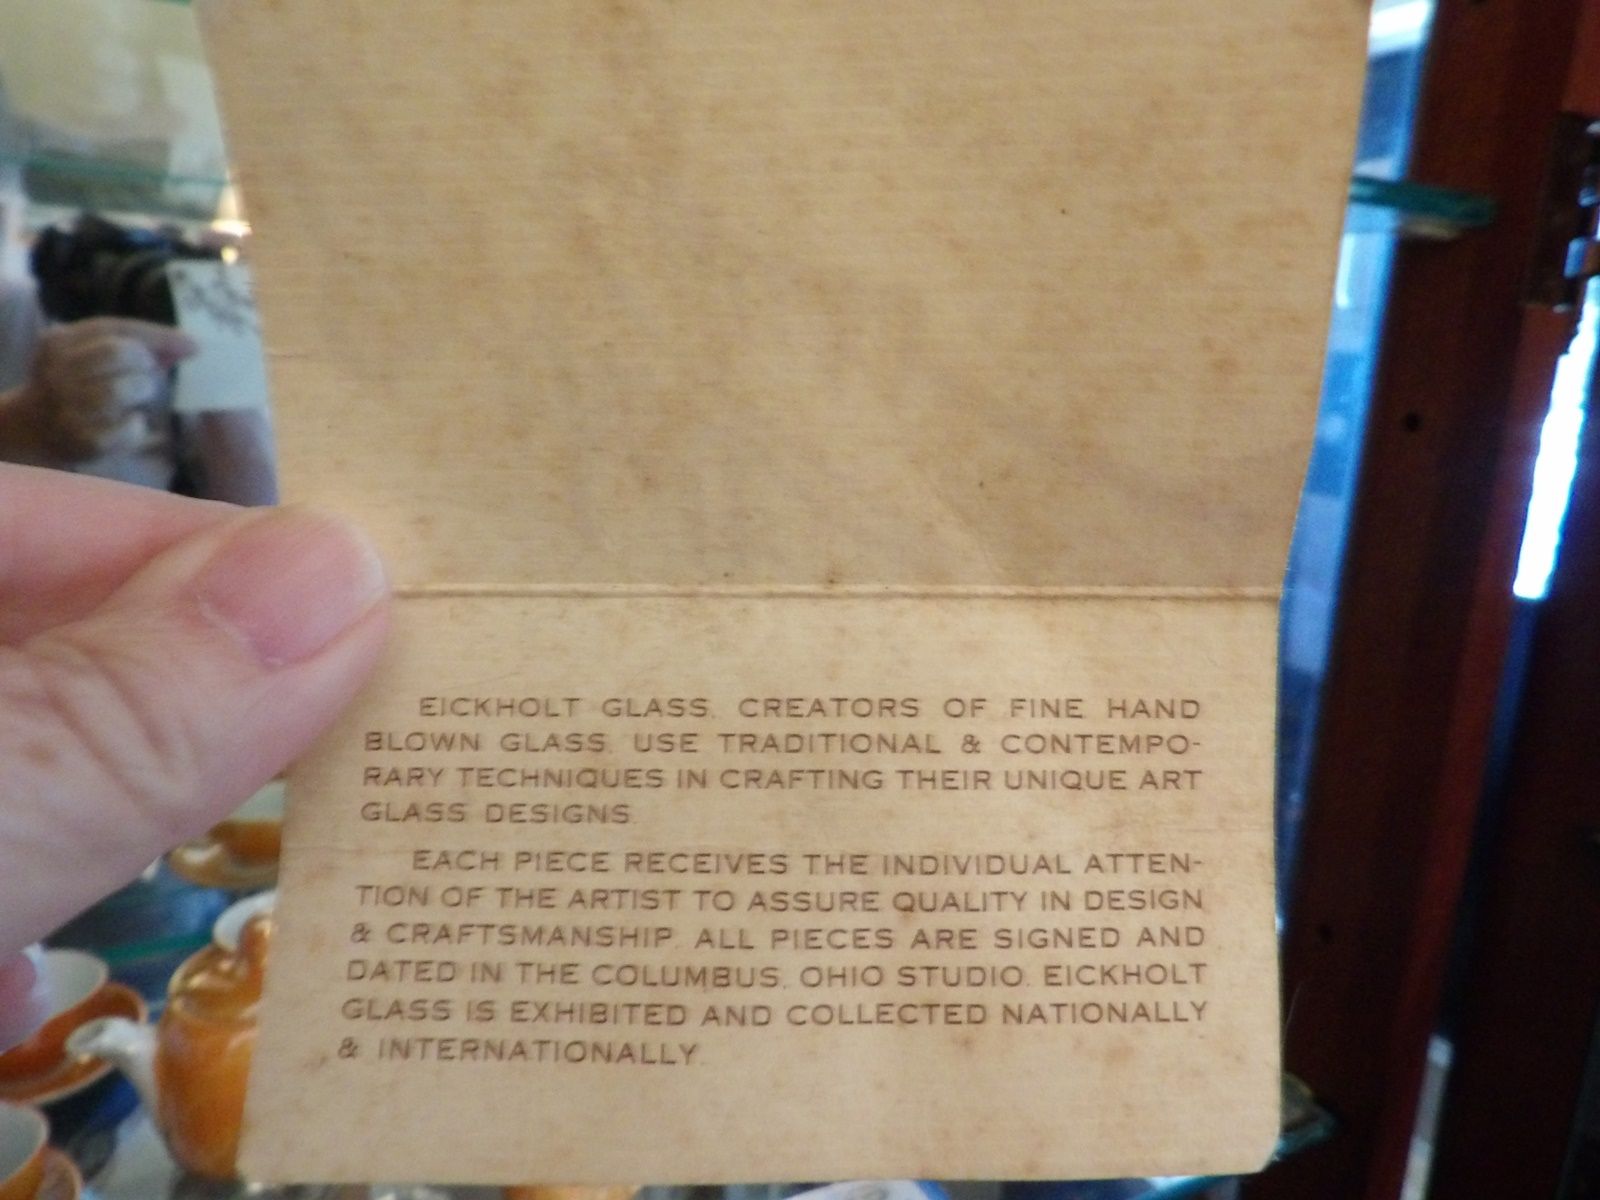 EICKHOLT GLASS, CREATORS OF FINE HAND
BLOWN GLASS, USE TRADITIONAL & CONTEMPO-
RARY TECHNIQUES IN CRAFTING THEIR UNIQUE ART
GLASS DESIGNS.
EACH PIECE RECEIVES THE INDIVIDUAL ATTEN-
TION OF THE ARTIST TO ASSURE QUALITY IN DESIGN
& CRAFTSMANSHIP. ALL PIECES ARE SIGNED AND
DATED IN THE COLUMBUS, OHIO STUDIO. EICKHOLT
GLASS IS EXHIBITED AND COLLECTED NATIONALLY
& INTERNATIONALLY.